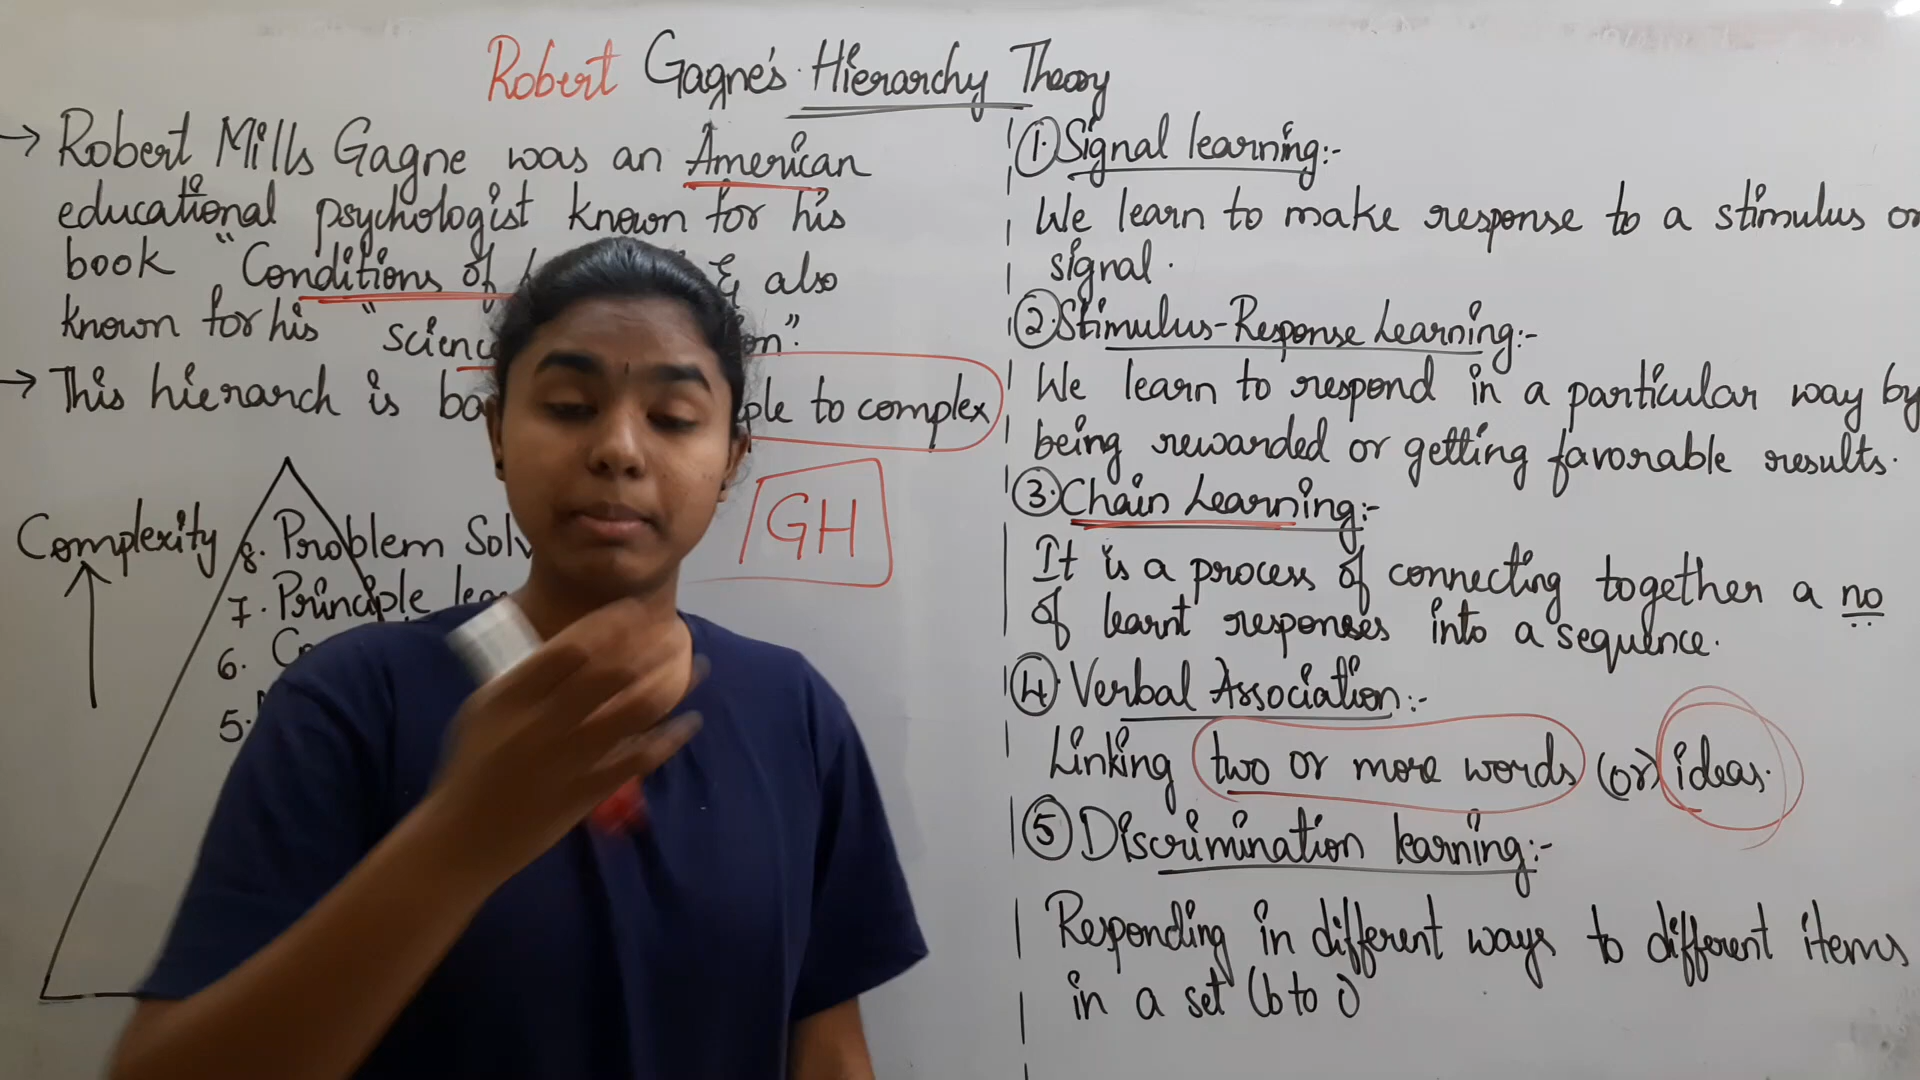 Robert Gagne's Hierarchy Theory
→ Robert Mills Gagne was an American
educational psychologist known for his
book "Conditions of & also
known for his "scien on".
→ This hierarch is ba ple to complex
GH
Complexity
8. Problem Solv
7. Principle lea
6. Co
5.
① Signal learning:-
We learn to make response to a stimulus or
signal.
② Stimulus-Response Learning:-
We learn to respond in a particular way by
being rewarded or getting favorable results.
③ Chain Learning:-
It is a process of connecting together a no
of learnt responses into a sequence.
④ Verbal Association:-
Linking two or more words (or) ideas.
⑤ Discrimination learning:-
Responding in different ways to different items
in a set (b to i)